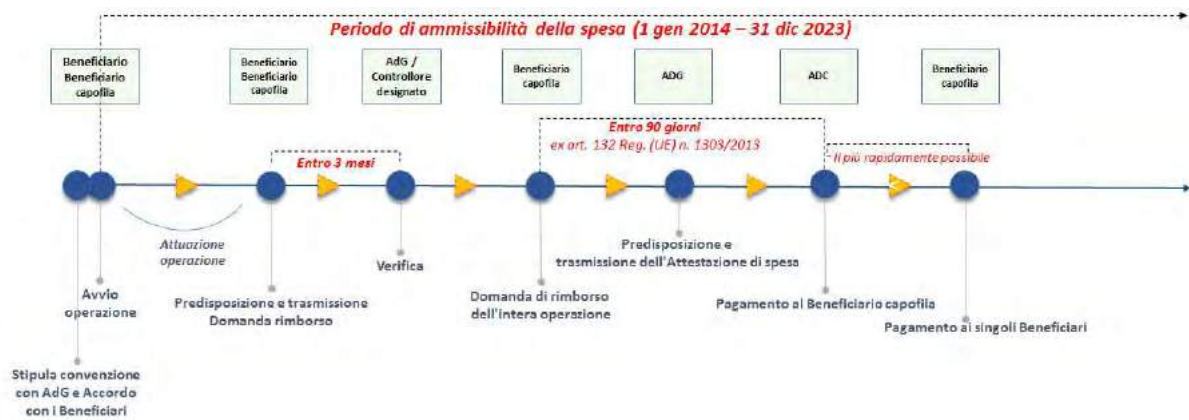 Periodo di ammissibilità della spesa (1 gen 2014 – 31 dic 2023)
Beneficiario
Beneficiario
capofila
Beneficiario
Beneficiario
capofila
AdG /
Controllore
designato
Beneficiario
capofila
ADG
ADC
Beneficiario
capofila
Entro 3 mesi
Entro 90 giorni
ex art. 132 Reg. (UE) n. 1303/2013
Il più rapidamente possibile
Attuazione
operazione
Avvio
operazione
Stipula convenzione
con AdG e Accordo
con i Beneficiari
Predisposizione e trasmissione
Domanda rimborso
Verifica
Domanda di rimborso
dell'intera operazione
Predisposizione e
trasmissione dell'Attestazione di spesa
Pagamento al Beneficiario capofila
Pagamento ai singoli Beneficiari